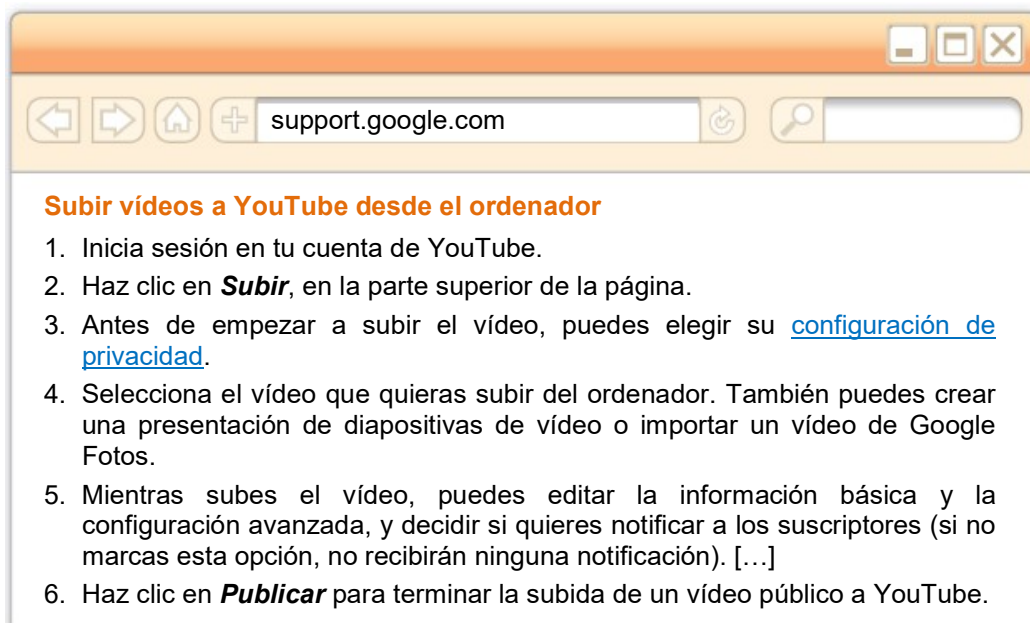 support.google.com
Subir vídeos a YouTube desde el ordenador
1. Inicia sesión en tu cuenta de YouTube.
2. Haz clic en Subir, en la parte superior de la página.
3. Antes de empezar a subir el vídeo, puedes elegir su configuración de
privacidad.
4. Selecciona el vídeo que quieras subir del ordenador. También puedes crear
una presentación de diapositivas de vídeo o importar un vídeo de Google
Fotos.
5. Mientras subes el vídeo, puedes editar la información básica y la
configuración avanzada, y decidir si quieres notificar a los suscriptores (si no
marcas esta opción, no recibirán ninguna notificación). […]
6. Haz clic en Publicar para terminar la subida de un vídeo público a YouTube.